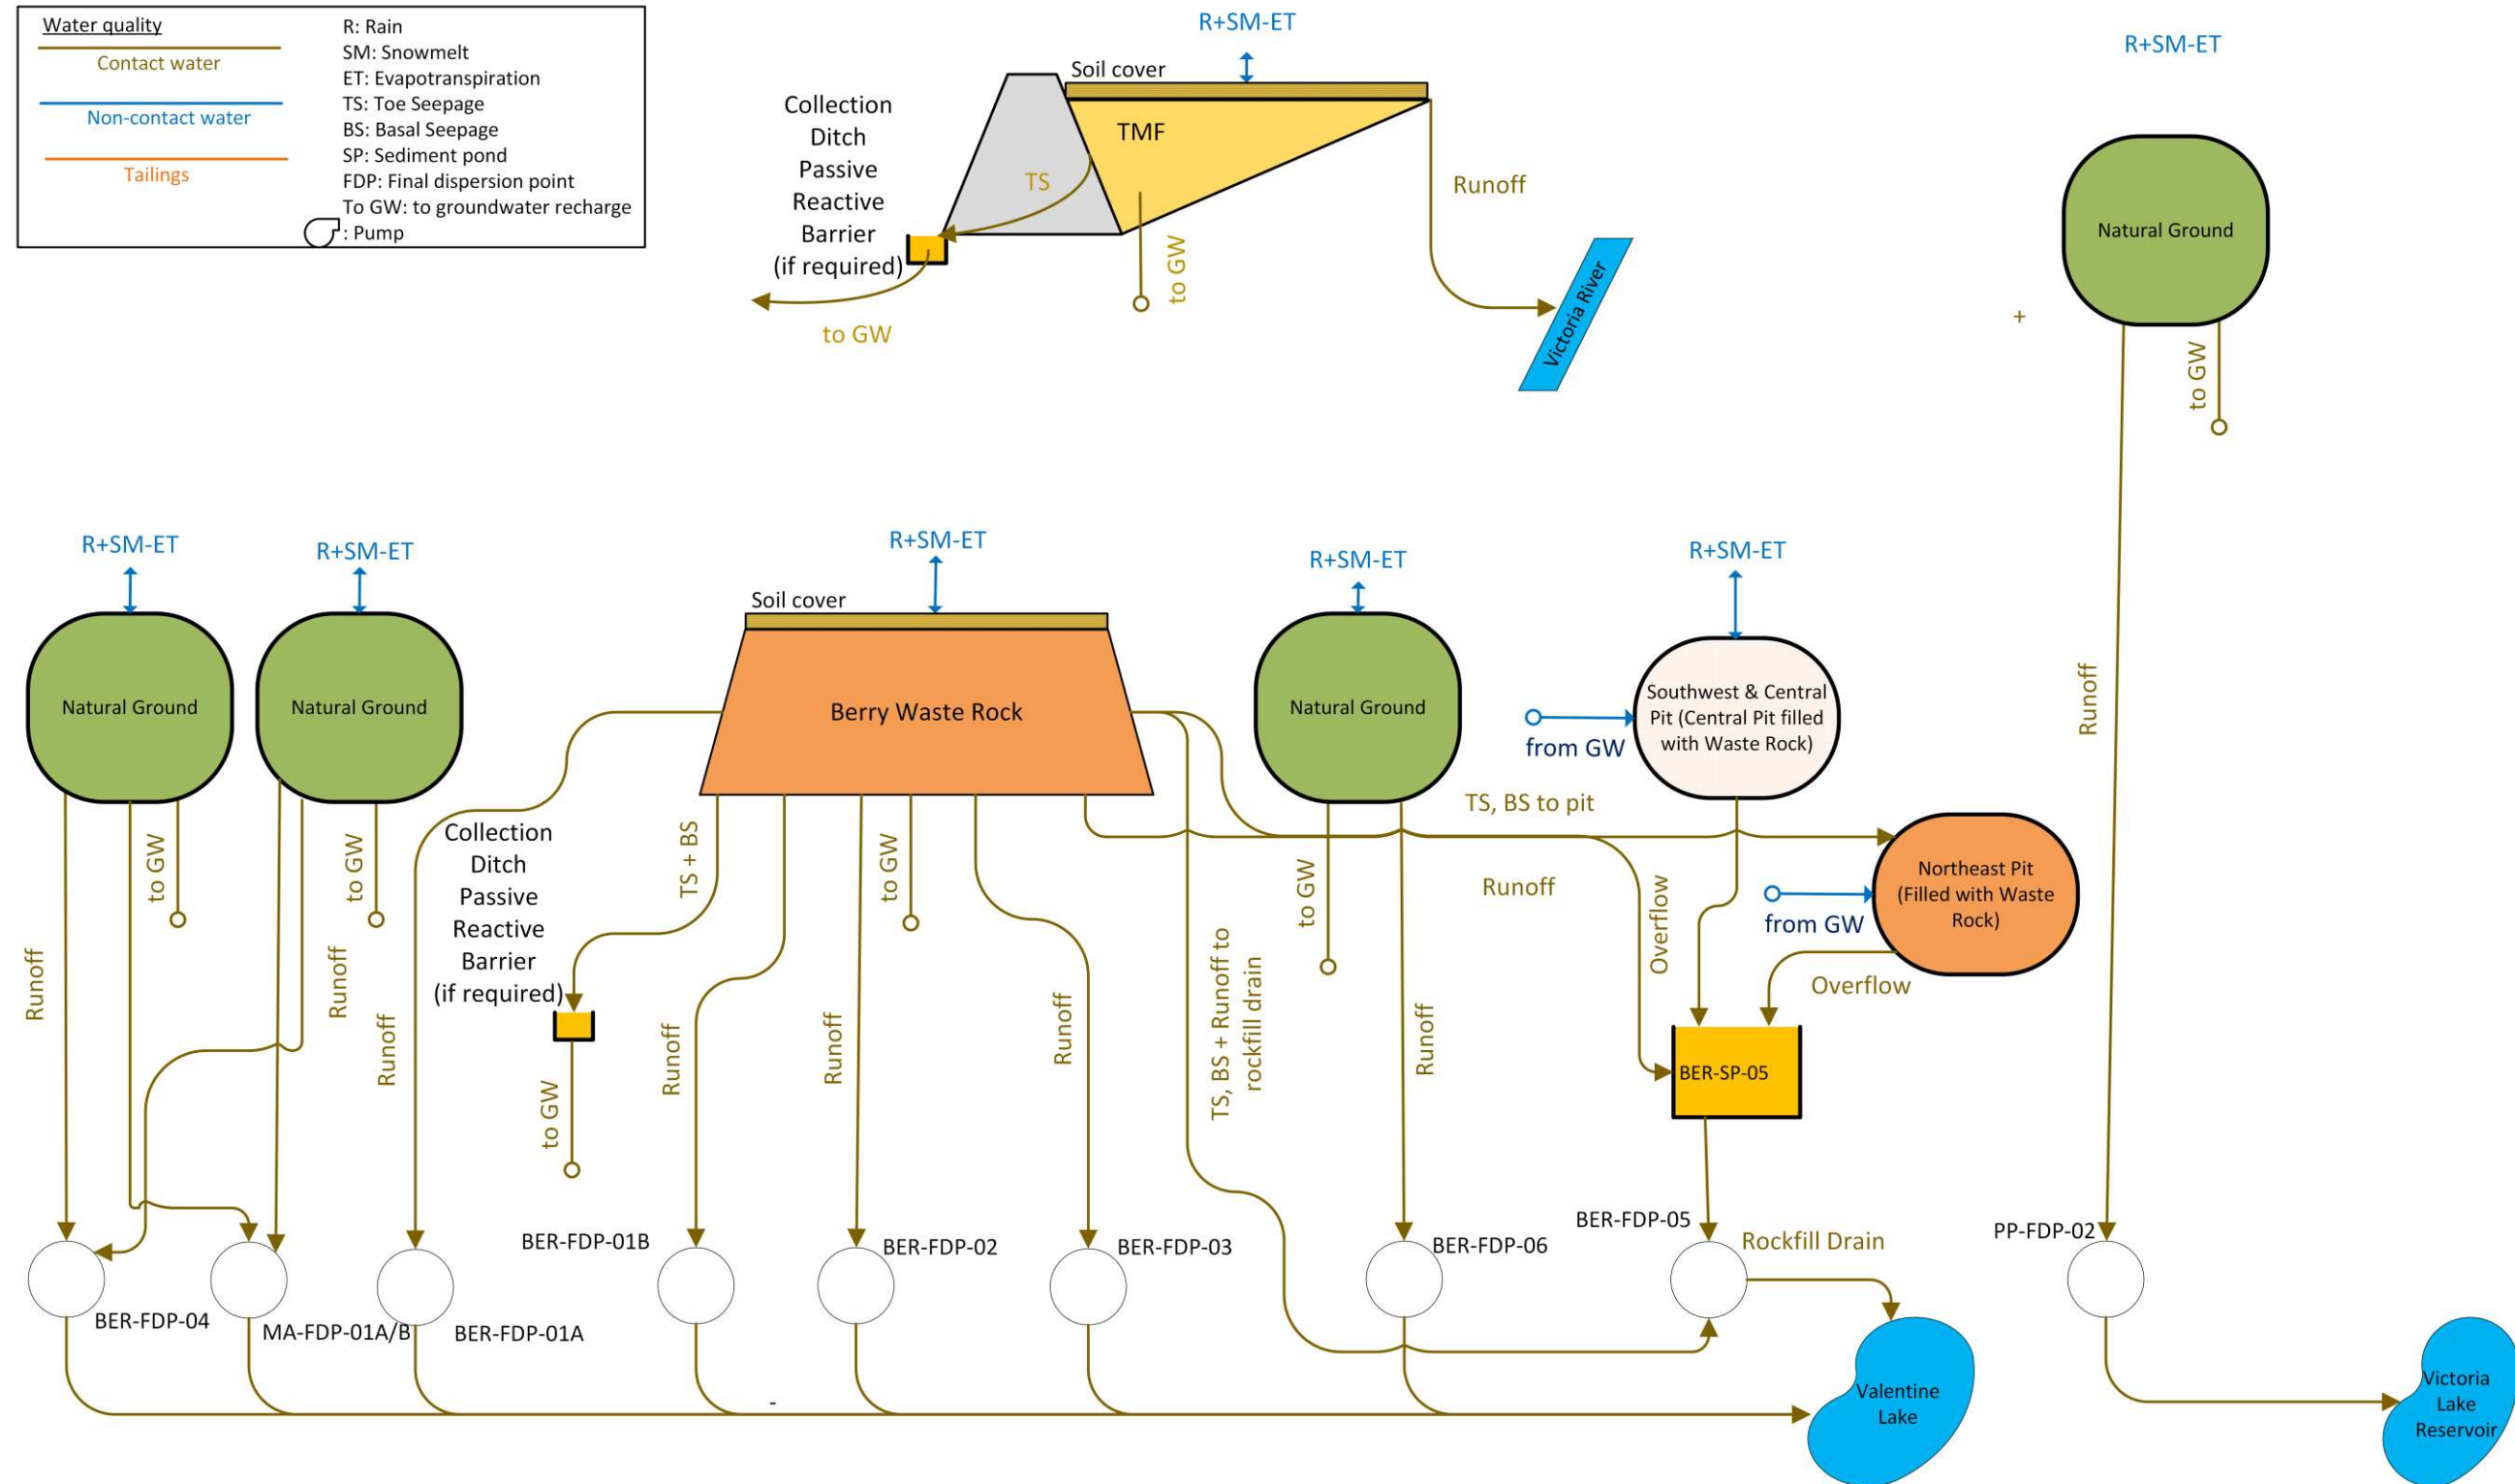 Water quality
Contact water
Non-contact water
Tailings
R: Rain
SM: Snowmelt
ET: Evapotranspiration
TS: Toe Seepage
BS: Basal Seepage
SP: Sediment pond
FDP: Final dispersion point
To GW: to groundwater recharge
: Pump
R+SM-ET
Soil cover
TMF
TS
Collection
Ditch
Passive
Reactive
Barrier
(if required)
to GW
to GW
Runoff
Victoria River
R+SM-ET
Natural Ground
+
to GW
Runoff
R+SM-ET
R+SM-ET
R+SM-ET
R+SM-ET
R+SM-ET
Soil cover
Natural Ground
Natural Ground
Berry Waste Rock
Natural Ground
Southwest & Central
Pit (Central Pit filled
with Waste Rock)
from GW
TS, BS to pit
Northeast Pit
(Filled with Waste
Rock)
from GW
Runoff
Overflow
Overflow
to GW
to GW
Collection
Ditch
Passive
Reactive
Barrier
(if required)
TS + BS
to GW
to GW
Runoff
Runoff
Runoff
to GW
Runoff
Runoff
Runoff
TS, BS + Runoff to
rockfill drain
Runoff
BER-SP-05
BER-FDP-01B
BER-FDP-02
BER-FDP-03
BER-FDP-06
BER-FDP-05
Rockfill Drain
PP-FDP-02
BER-FDP-04
MA-FDP-01A/B
BER-FDP-01A
-
Valentine
Lake
Victoria
Lake
Reservoir